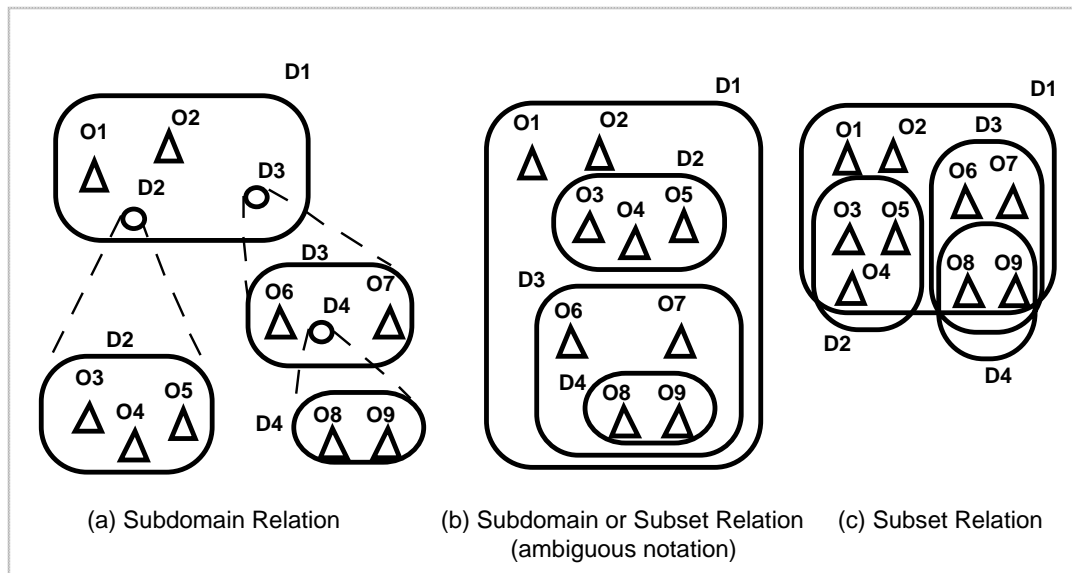 D1
O1
O2
D2
D3
D3
O6
D4
O7
D2
O3
O4
O5
D4
O8
O9
(a) Subdomain Relation
D1
O1
O2
D2
O3
O4
O5
D3
O6
O7
D4
O8
O9
(b) Subdomain or Subset Relation
(ambiguous notation)
D1
O1
O2
D3
O6
O7
O3
O5
O4
O8
O9
D2
D4
(c) Subset Relation